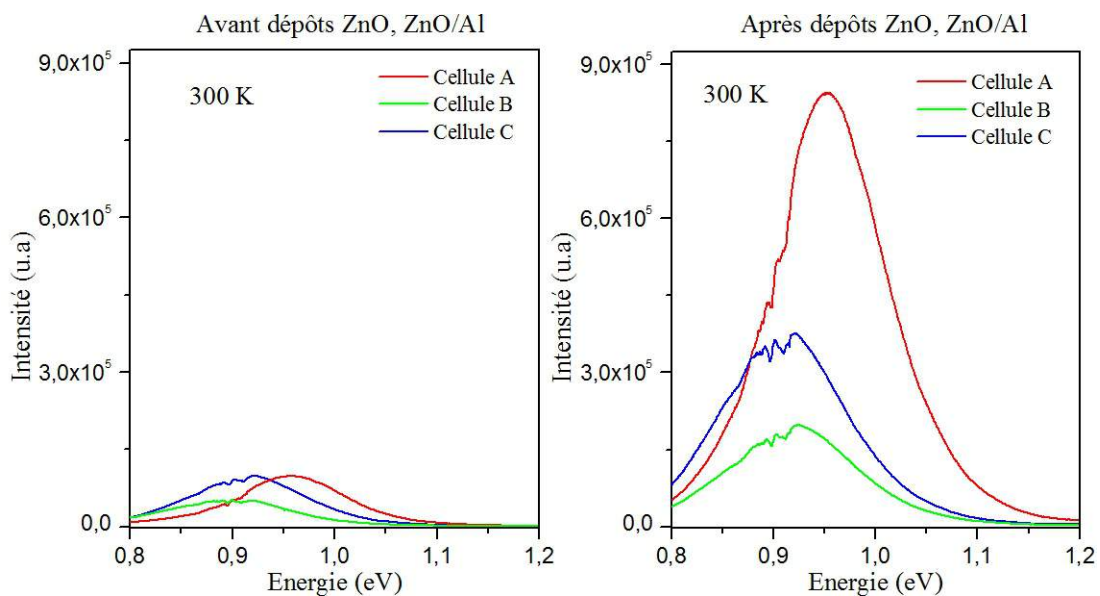 Avant dépôts ZnO, ZnO/Al
9,0x10⁵
300 K
Cellule A
Cellule B
Cellule C
6,0x10⁵
Intensité (u.a)
3,0x10⁵
0,0
0,8
0,9
1,0
1,1
1,2
Energie (eV)
Après dépôts ZnO, ZnO/Al
9,0x10⁵
300 K
Cellule A
Cellule B
Cellule C
6,0x10⁵
Intensité (u.a)
3,0x10⁵
0,0
0,8
0,9
1,0
1,1
1,2
Energie (eV)